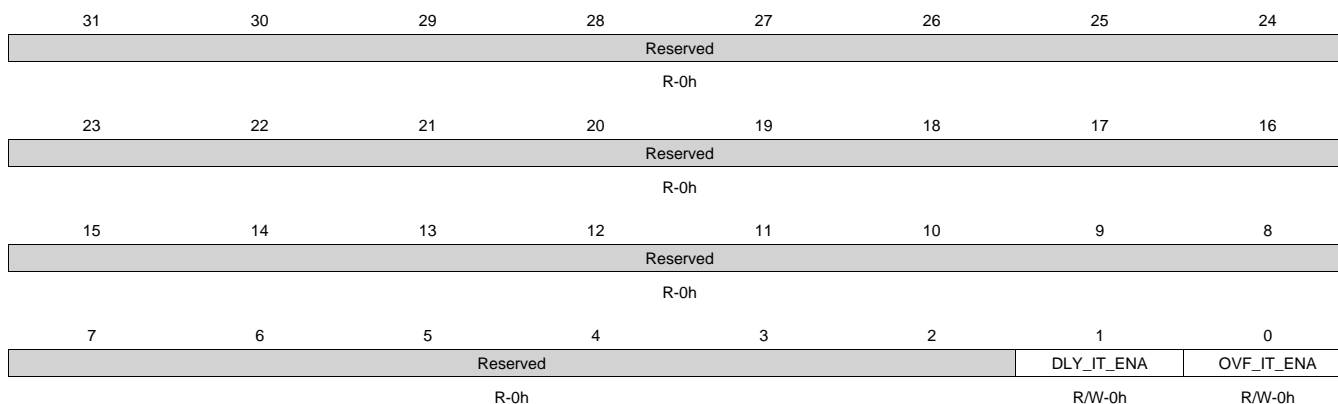 31 30 29 28 27 26 25 24
Reserved
R-0h
23 22 21 20 19 18 17 16
Reserved
R-0h
15 14 13 12 11 10 9 8
Reserved
R-0h
7 6 5 4 3 2 1 0
Reserved DLY_IT_ENA OVF_IT_ENA
R-0h R/W-0h R/W-0h